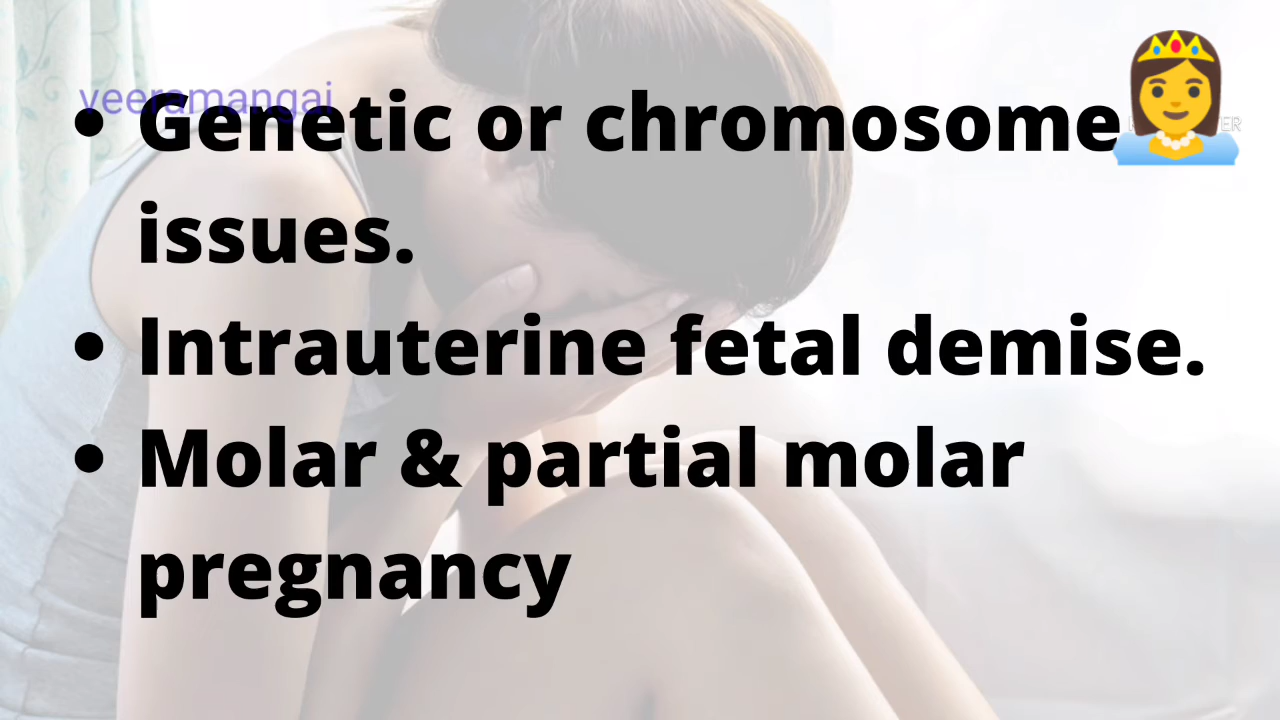 veeramangai
• Genetic or chromosome
issues.
• Intrauterine fetal demise.
• Molar & partial molar
pregnancy